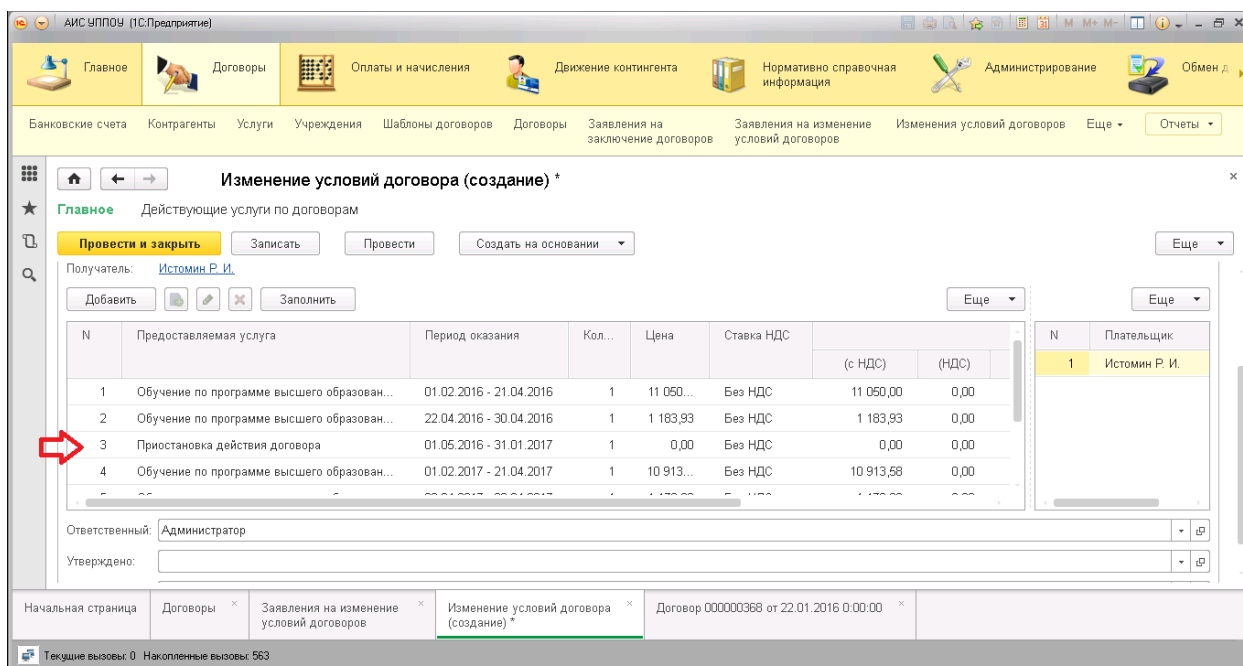 АИС УППОУ (1С:Предприятие)
M M+ M-
Главное
Договоры
Оплаты и начисления
Движение контингента
Нормативно справочная
информация
Администрирование
Обмен д
Банковские счета Контрагенты Услуги Учреждения Шаблоны договоров Договоры
Заявления на
заключение договоров
Заявления на изменение
условий договоров
Изменения условий договоров Еще Отчеты
Изменение условий договора (создание) *
Главное Действующие услуги по договорам
Провести и закрыть Записать Провести Создать на основании Еще
Получатель: Истомин Р. И.
Добавить Заполнить Еще Еще
N Предоставляемая услуга Период оказания Кол... Цена Ставка НДС N Плательщик
(с НДС) (НДС)
1 Истомин Р. И.
1 Обучение по программе высшего образован... 01.02.2016 - 21.04.2016 1 11 050... Без НДС 11 050,00 0,00
2 Обучение по программе высшего образован... 22.04.2016 - 30.04.2016 1 1 183,93 Без НДС 1 183,93 0,00
3 Приостановка действия договора 01.05.2016 - 31.01.2017 1 0,00 Без НДС 0,00 0,00
4 Обучение по программе высшего образован... 01.02.2017 - 21.04.2017 1 10 913... Без НДС 10 913,58 0,00
Ответственный: Администратор
Утверждено:
Начальная страница
Договоры
Заявления на изменение
условий договоров
Изменение условий договора
(создание) *
Договор 000000368 от 22.01.2016 0:00:00
Текущие вызовы: 0 Накопленные вызовы: 563